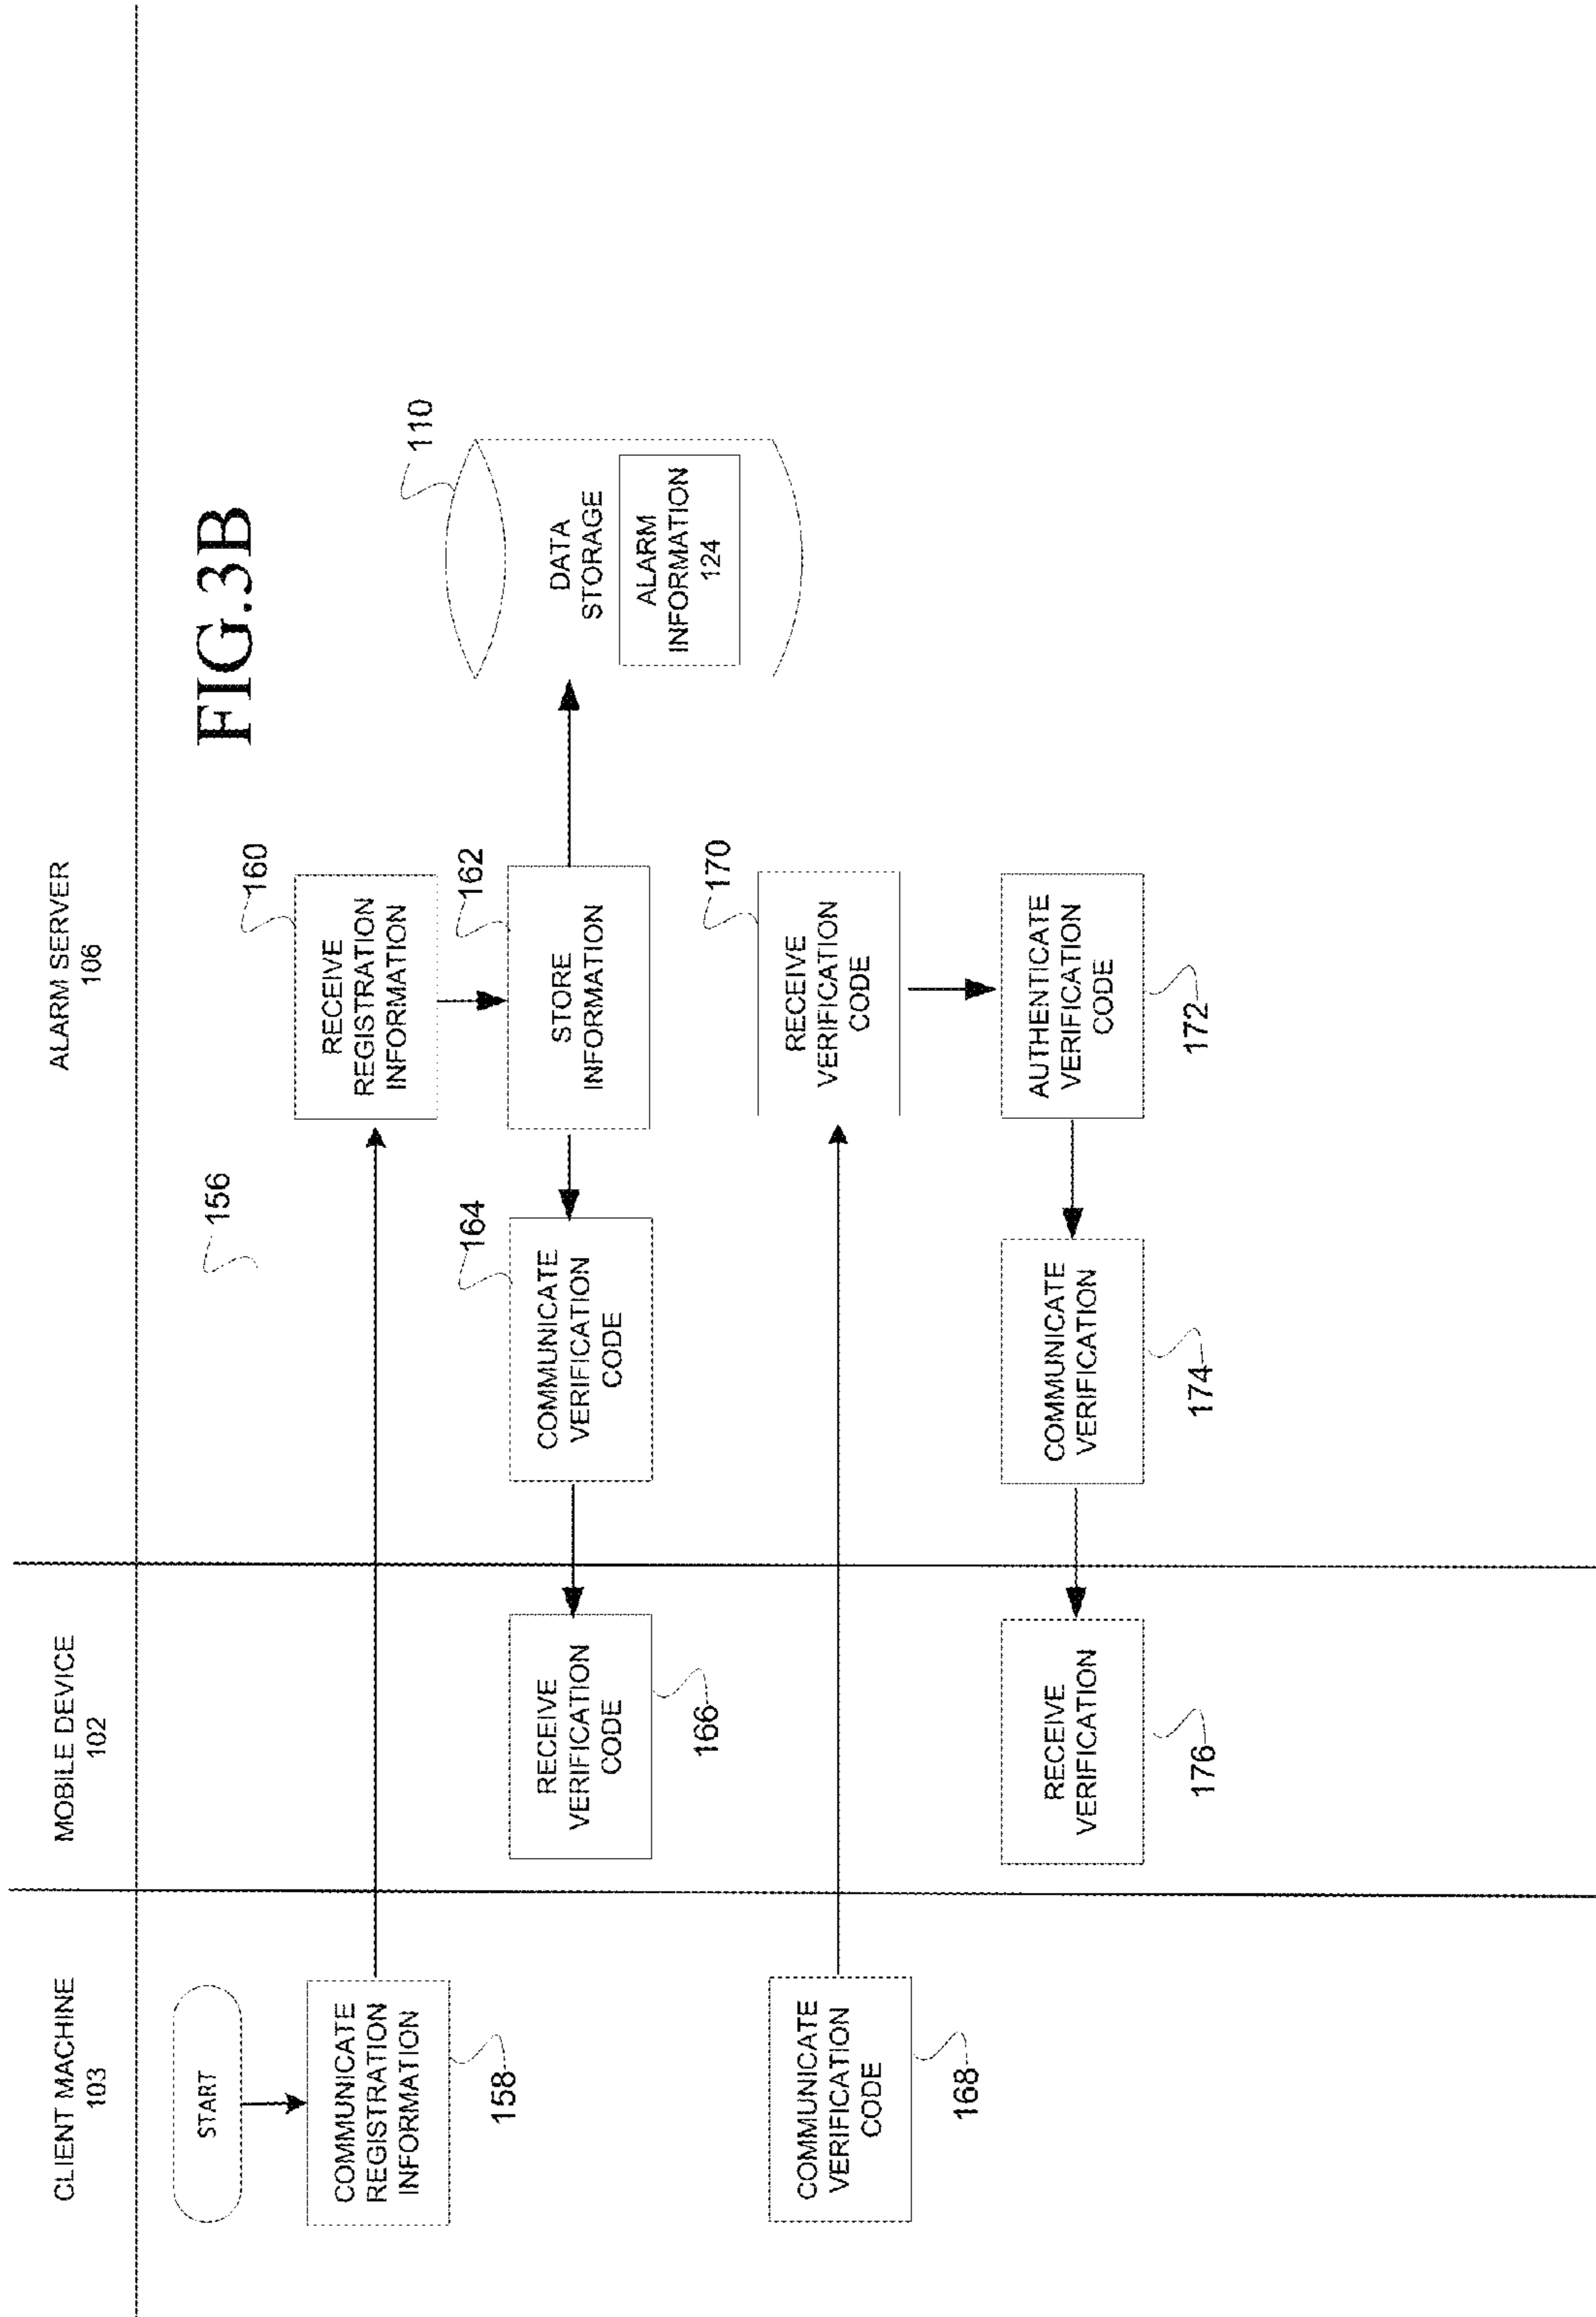 CLIENT MACHINE
103
MOBILE DEVICE
102
ALARM SERVER
106
FIG.3B
START
156
COMMUNICATE
REGISTRATION
INFORMATION
158
RECEIVE
REGISTRATION
INFORMATION
160
STORE
INFORMATION
162
DATA
STORAGE
110
ALARM
INFORMATION
124
COMMUNICATE
VERIFICATION
CODE
164
RECEIVE
VERIFICATION
CODE
166
COMMUNICATE
VERIFICATION
CODE
168
RECEIVE
VERIFICATION
CODE
170
AUTHENTICATE
VERIFICATION
CODE
172
COMMUNICATE
VERIFICATION
174
RECEIVE
VERIFICATION
176